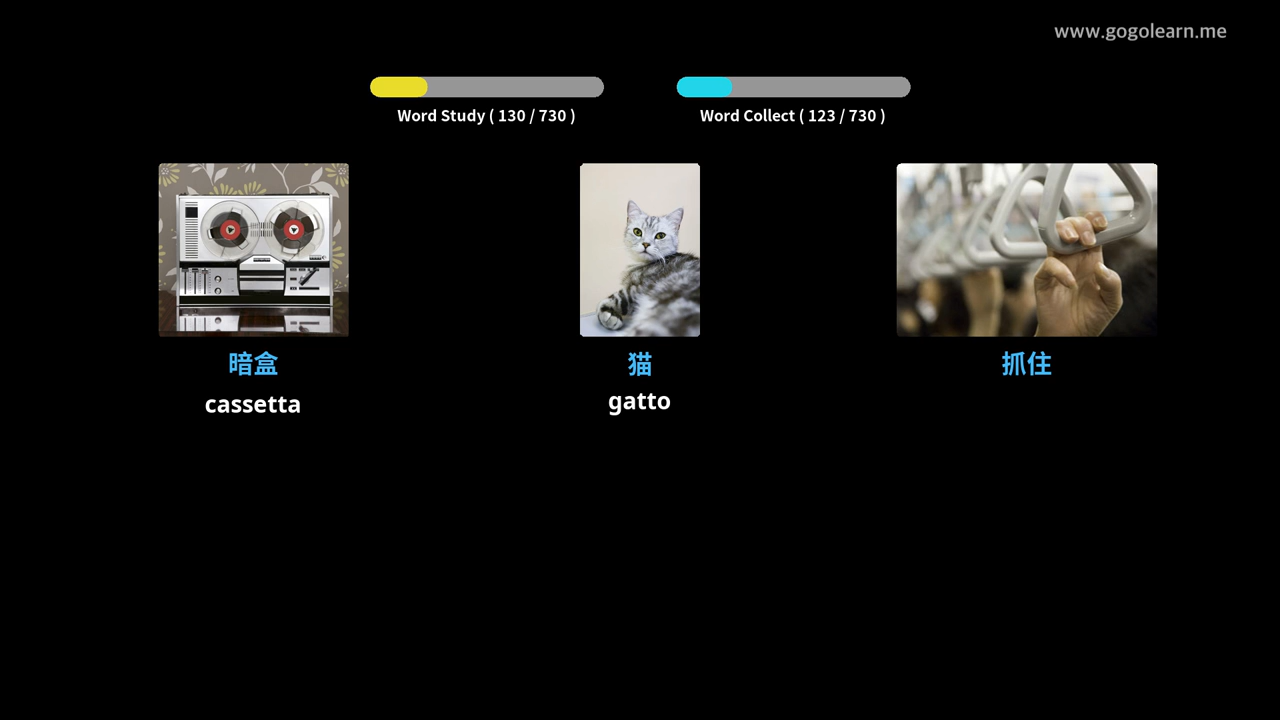 www.gogolearn.me
Word Study ( 130 / 730 )
Word Collect ( 123 / 730 )
暗盒
猫
抓住
cassetta
gatto